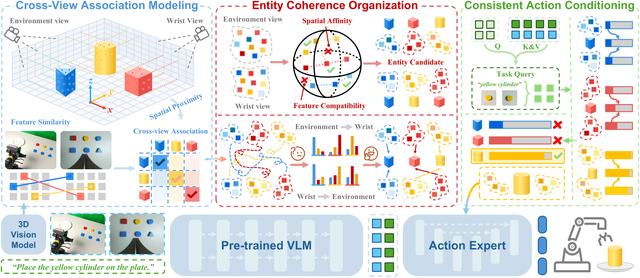 Cross-View Association Modeling
Environment view
Wrist View
Spatial Proximity
Feature Similarity
Cross-view Association
Entity Coherence Organization
Environment view
Wrist view
Spatial Affinity
Feature Compatibility
Entity Candidate
Environment
Wrist
Wrist
Environment
Consistent Action Conditioning
Q
K&V
Task Query
"yellow cylinder"
3D
Vision
Model
"Place the yellow cylinder on the plate."
Pre-trained VLM
Action Expert